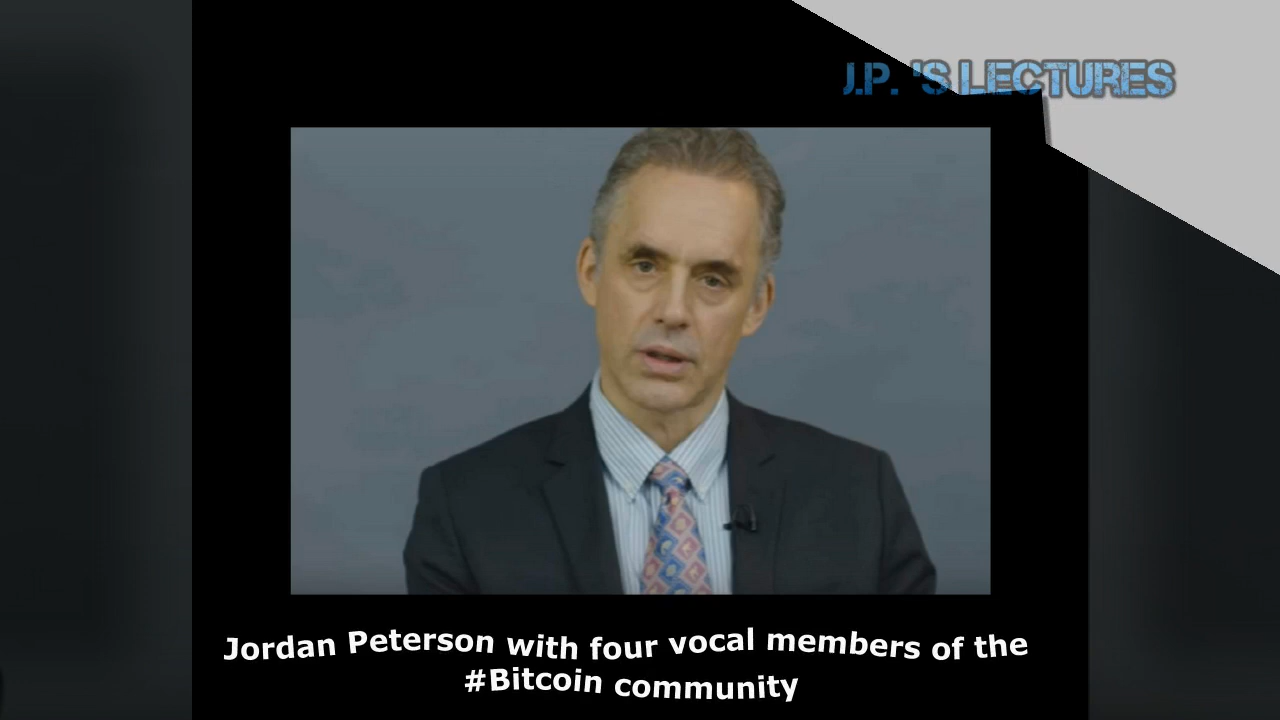 J.P. 'S LECTURES
Jordan Peterson with four vocal members of the
#Bitcoin community